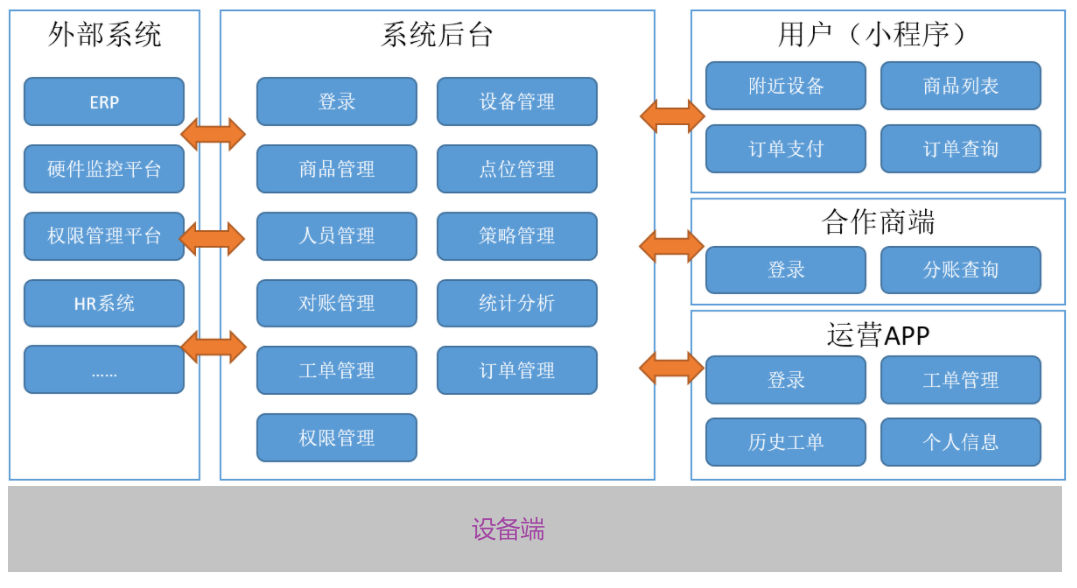 外部系统
ERP
硬件监控平台
权限管理平台
HR系统
......
系统后台
登录
设备管理
商品管理
点位管理
人员管理
策略管理
对账管理
统计分析
工单管理
订单管理
权限管理
用户（小程序）
附近设备
商品列表
订单支付
订单查询
合作商端
登录
分账查询
运营APP
登录
工单管理
历史工单
个人信息
设备端